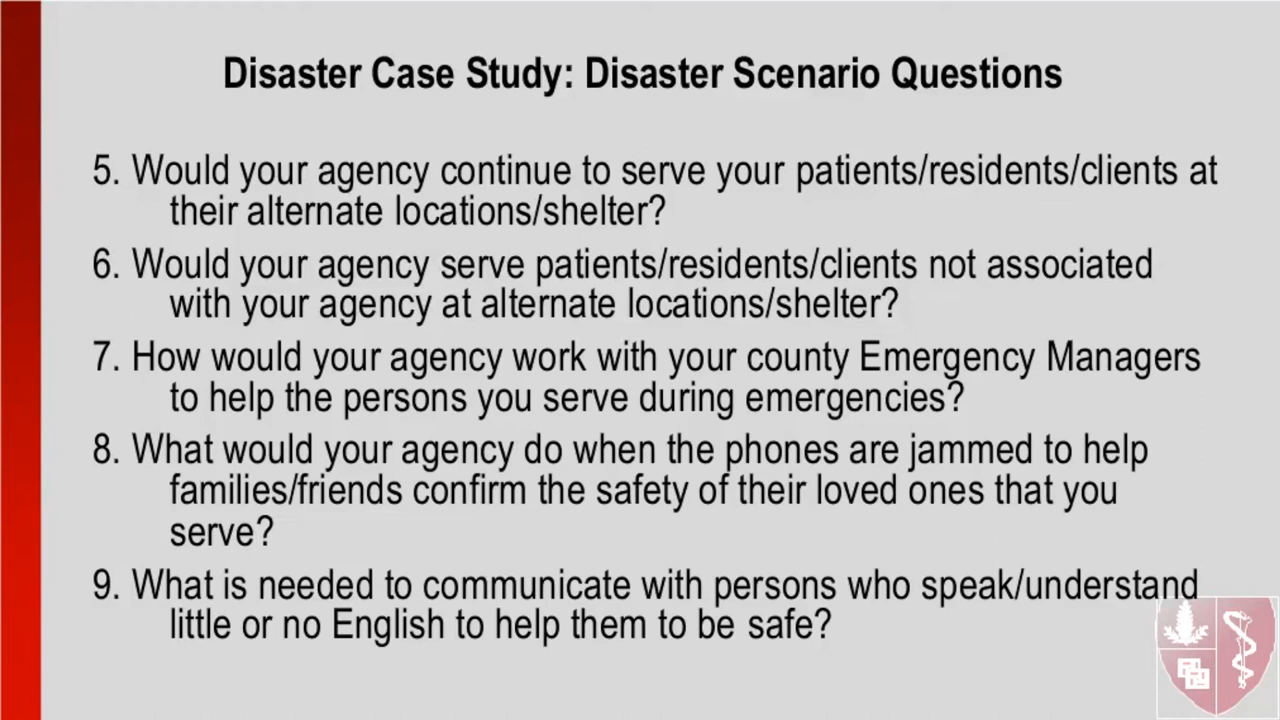 Disaster Case Study: Disaster Scenario Questions
5. Would your agency continue to serve your patients/residents/clients at
their alternate locations/shelter?
6. Would your agency serve patients/residents/clients not associated
with your agency at alternate locations/shelter?
7. How would your agency work with your county Emergency Managers
to help the persons you serve during emergencies?
8. What would your agency do when the phones are jammed to help
families/friends confirm the safety of their loved ones that you
serve?
9. What is needed to communicate with persons who speak/understand
little or no English to help them to be safe?